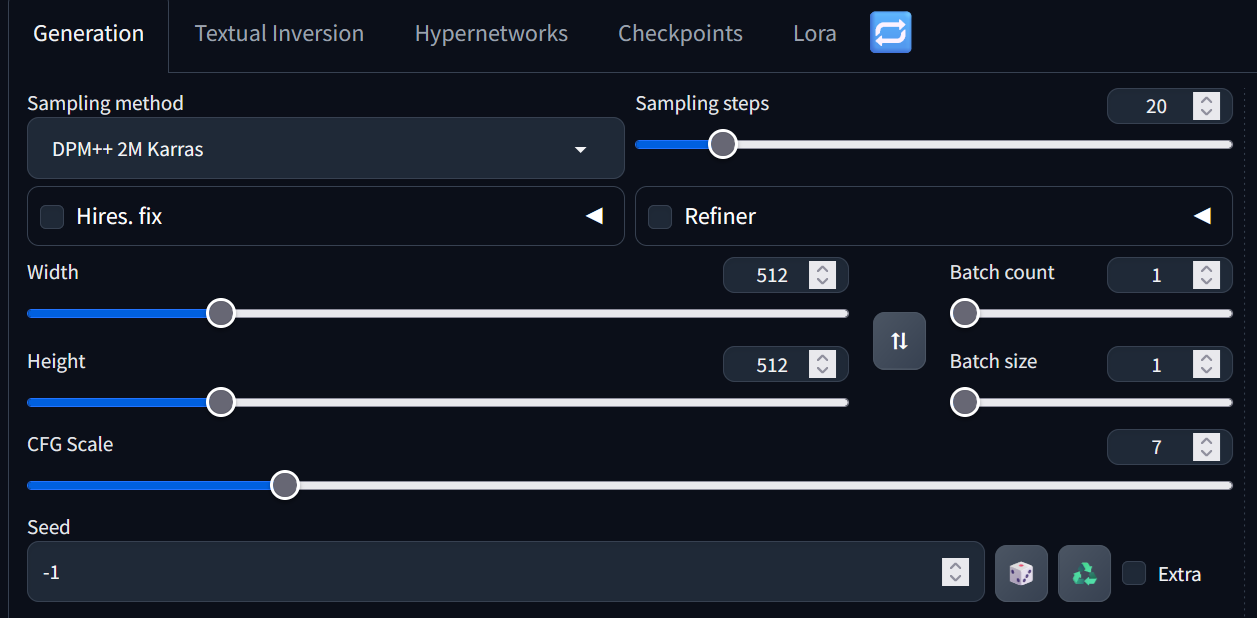 Generation Textual Inversion Hypernetworks Checkpoints Lora
Sampling method
DPM++ 2M Karras
Sampling steps 20
Hires. fix
Refiner
Width 512
Batch count 1
Height 512
Batch size 1
CFG Scale 7
Seed
-1
Extra